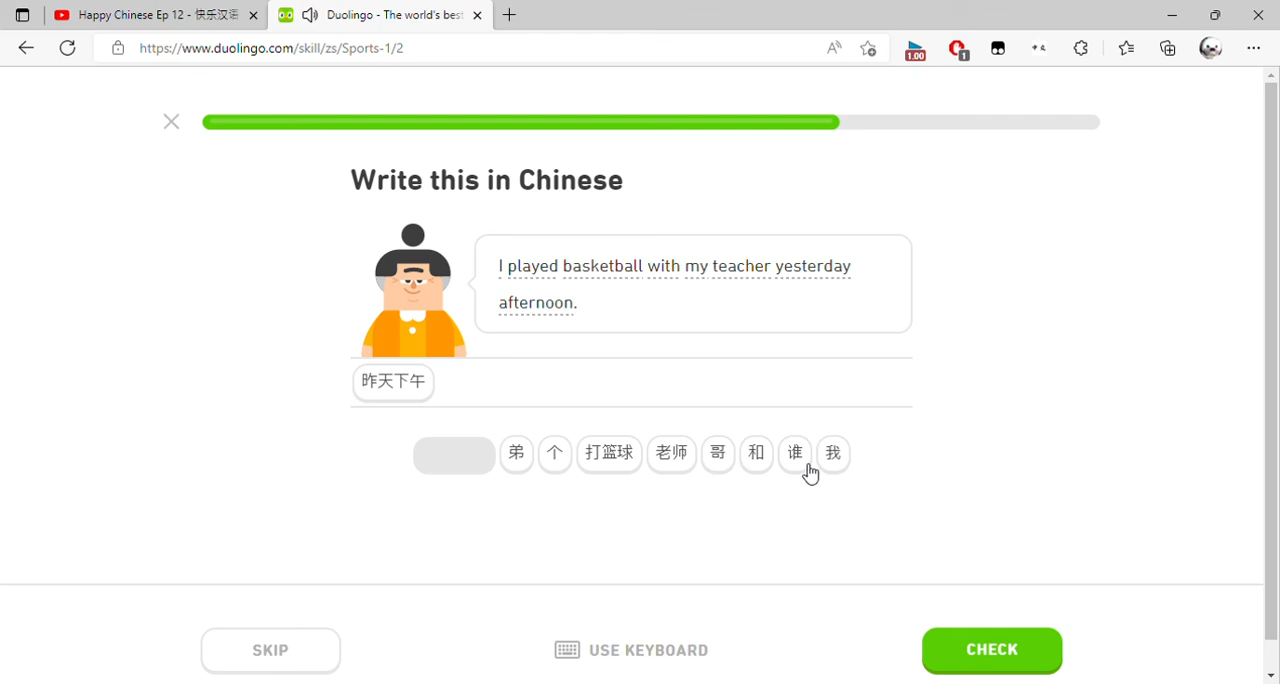 Happy Chinese Ep 12 - 快乐汉语
Duolingo - The world's best
https://www.duolingo.com/skill/zs/Sports-1/2
1.00
1
Write this in Chinese
I played basketball with my teacher yesterday
afternoon.
昨天下午
弟 个 打篮球 老师 哥 和 谁 我
SKIP
USE KEYBOARD
CHECK